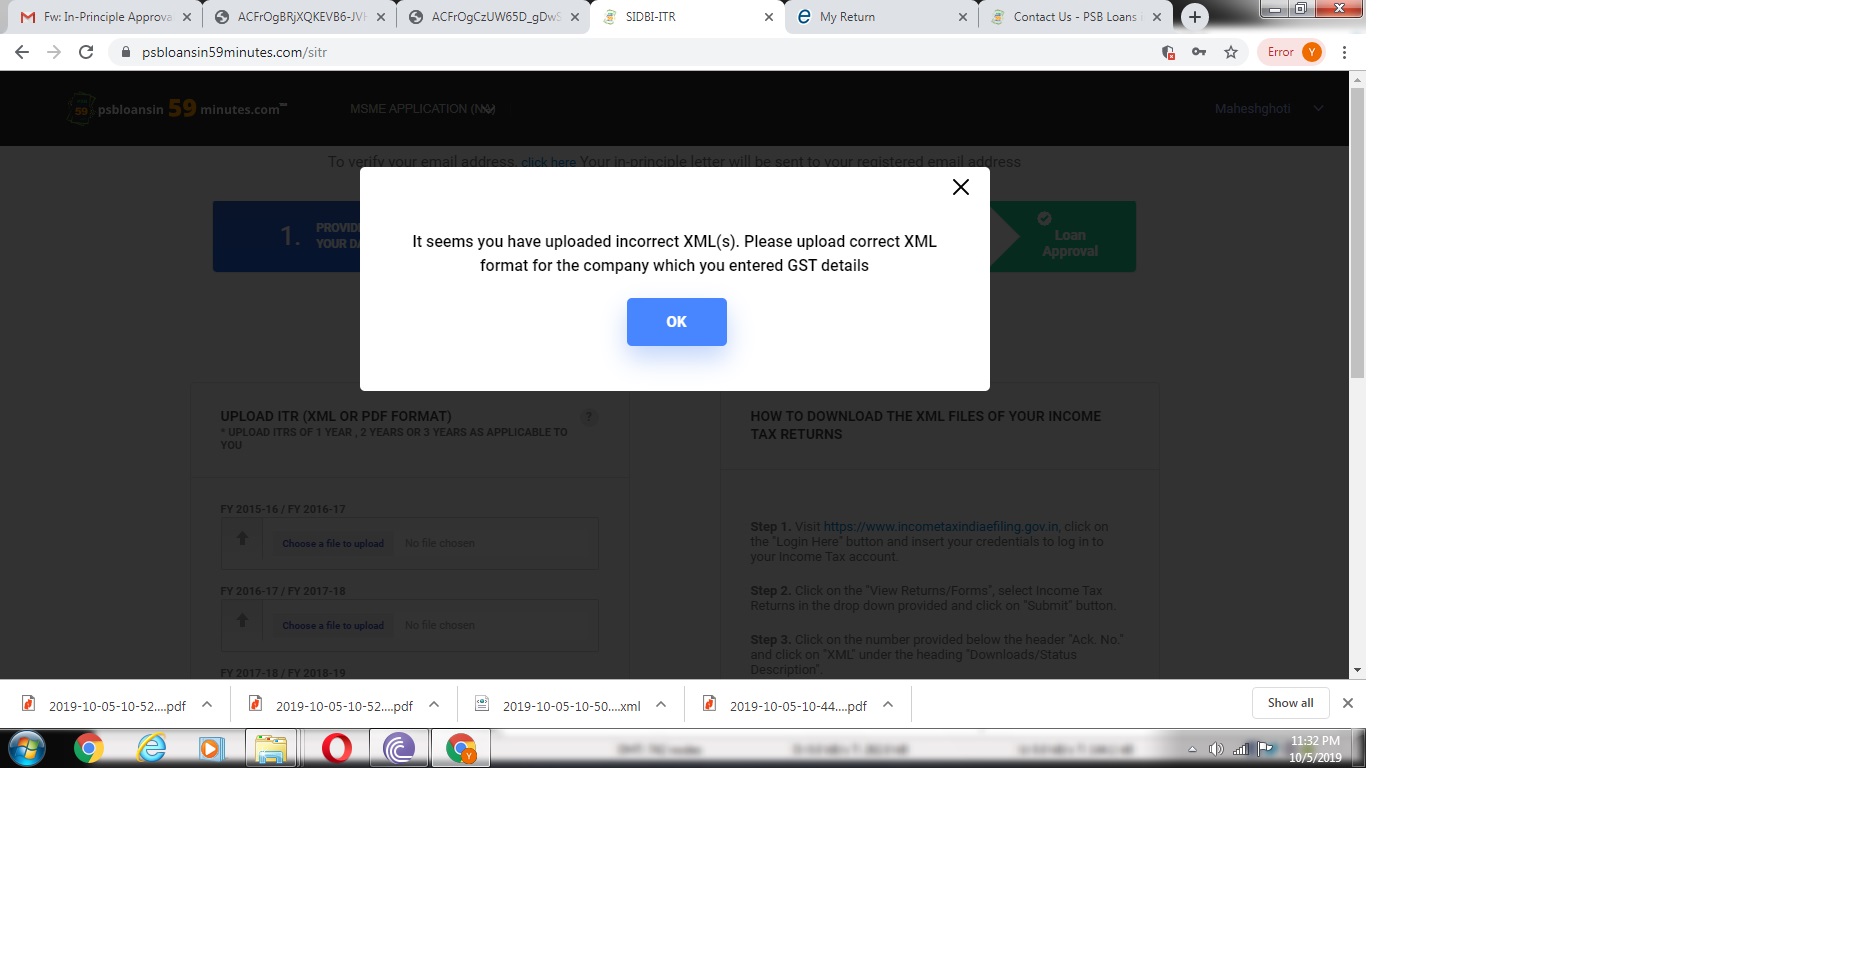 Fw: In-Principle Approva
ACFrOgBRjXQKEVB6-JVH
ACFrOgCzUW65D_gDwS
SIDBI-ITR
My Return
Contact Us - PSB Loans i
psbloansin59minutes.com/sitr
Error Y
psbloansin 59 minutes.com™
MSME APPLICATION
Maheshghoti
To verify your email address, click here Your in-principle letter will be sent to your registered email address
1. PROVID
YOUR DA
Loan
Approval
It seems you have uploaded incorrect XML(s). Please upload correct XML
format for the company which you entered GST details
OK
UPLOAD ITR (XML OR PDF FORMAT) ?
* UPLOAD ITRS OF 1 YEAR , 2 YEARS OR 3 YEARS AS APPLICABLE TO
YOU
FY 2015-16 / FY 2016-17
Choose a file to upload No file chosen
FY 2016-17 / FY 2017-18
Choose a file to upload No file chosen
FY 2017-18 / FY 2018-19
HOW TO DOWNLOAD THE XML FILES OF YOUR INCOME
TAX RETURNS
Step 1. Visit https://www.incometaxindiaefiling.gov.in, click on
the "Login Here" button and insert your credentials to log in to
your Income Tax account.
Step 2. Click on the "View Returns/Forms", select Income Tax
Returns in the drop down provided and click on "Submit" button.
Step 3. Click on the number provided below the header "Ack. No."
and click on "XML" under the heading "Downloads/Status
Description".
2019-10-05-10-52....pdf
2019-10-05-10-52....pdf
2019-10-05-10-50....xml
2019-10-05-10-44....pdf
Show all
11:32 PM
10/5/2019